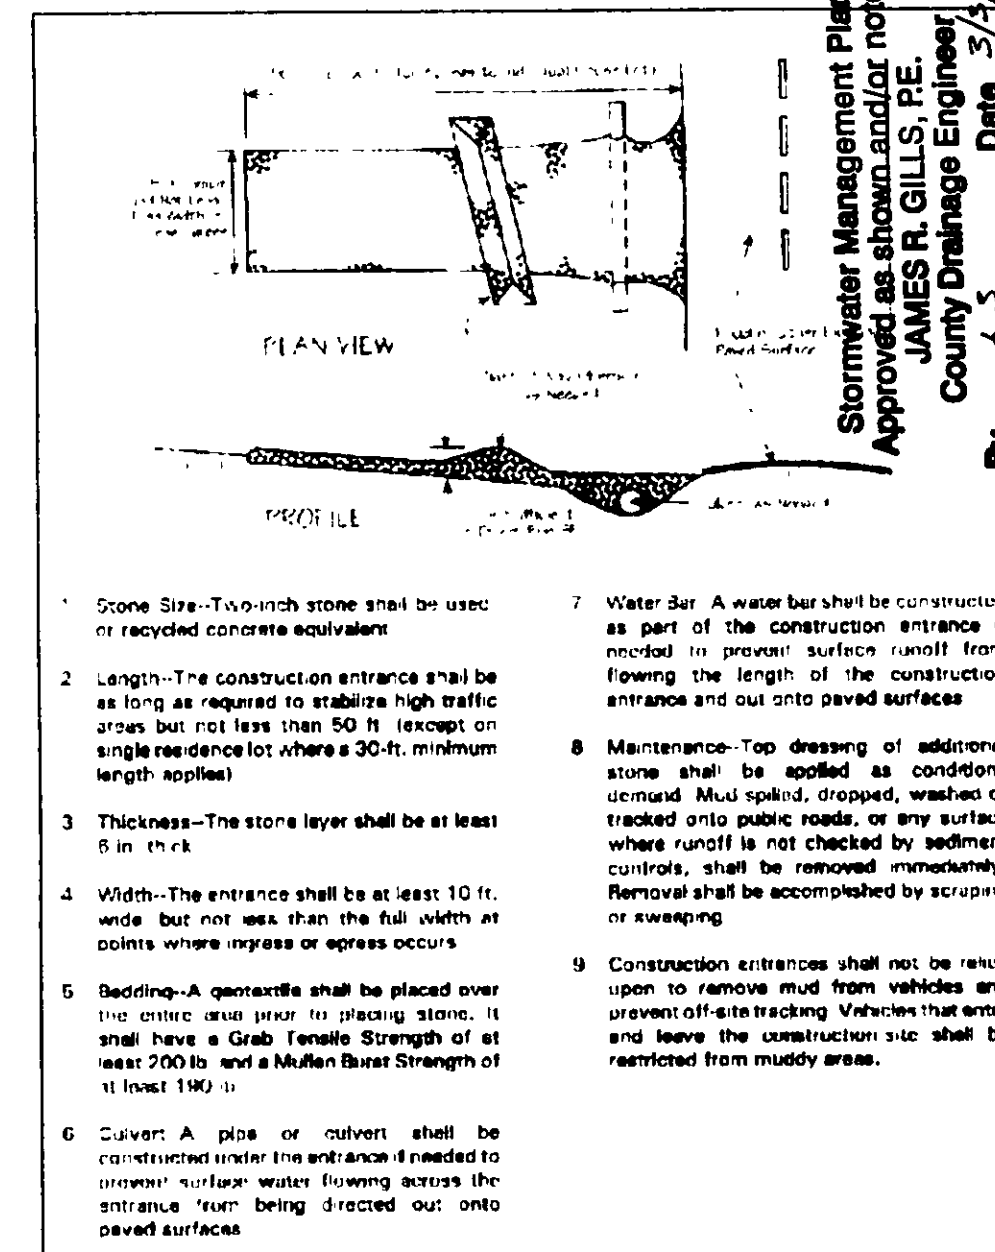 PLAN VIEW
Paved Surface
as Needed
PROFILE
as Needed
Stormwater Management Plan
Approved as shown and/or not
JAMES R. GILLS, P.E.
County Drainage Engineer
Date 3/3
1 Stone Size--Two-inch stone shall be used
or recycled concrete equivalent
2 Length--The construction entrance shall be
as long as required to stabilize high traffic
areas but not less than 50 ft (except on
single residence lot where a 30-ft. minimum
length applies)
3 Thickness--The stone layer shall be at least
6 in. thick
4 Width--The entrance shall be at least 10 ft.
wide but not less than the full width at
points where ingress or egress occurs
5 Bedding--A geotextile shall be placed over
the entire area prior to placing stone. It
shall have a Grab Tensile Strength of at
least 200 lb and a Mullen Burst Strength of
at least 190
6 Culvert A pipe or culvert shall be
constructed under the entrance if needed to
prevent surface water flowing across the
entrance from being directed out onto
paved surfaces
7 Water Bar A water bar shall be constructe
as part of the construction entrance
needed to prevent surface runoff from
flowing the length of the constructio
entrance and out onto paved surfaces
8 Maintenance--Top dressing of additiona
stone shall be applied as condition
demand Mud spilled, dropped, washed o
tracked onto public roads, or any surfac
where runoff is not checked by sedimen
controls, shall be removed immediately
Removal shall be accomplished by scrapin
or sweeping
9 Construction entrances shall not be relie
upon to remove mud from vehicles an
prevent off-site tracking Vehicles that ente
and leave the construction site shall b
restricted from muddy areas.